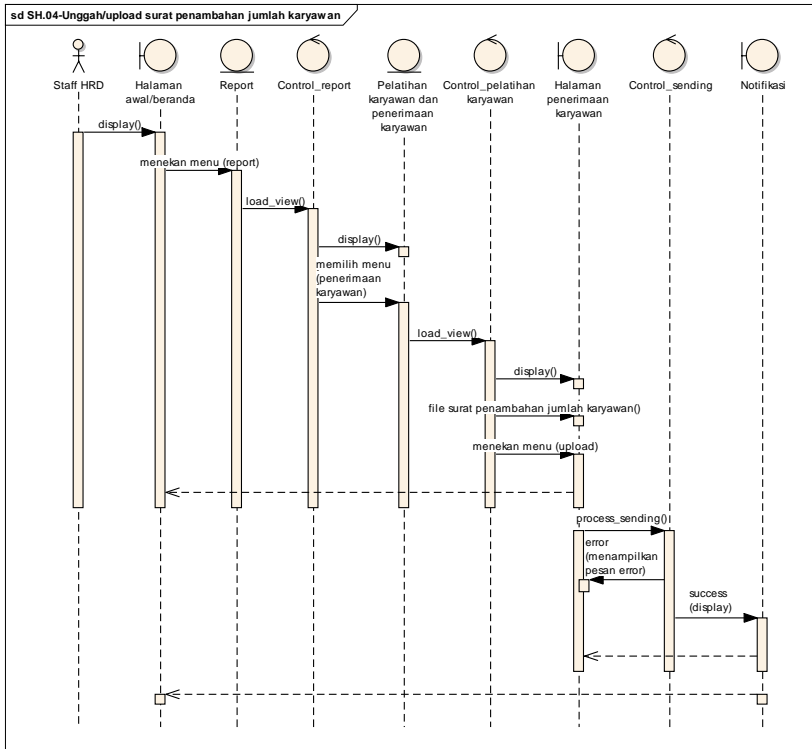 sd SH.04-Unggah/upload surat penambahan jumlah karyawan
Staff HRD
Halaman
awal/beranda
Report
Control_report
Pelatihan
karyawan dan
penerimaan
karyawan
Control_pelatihan
karyawan
Halaman
penerimaan
karyawan
Control_sending
Notifikasi
display()
menekan menu (report)
load_view()
display()
memilih menu
(penerimaan
karyawan)
load_view()
display()
file surat penambahan jumlah karyawan()
menekan menu (upload)
process_sending()
error
(menampilkan
pesan error)
success
(display)